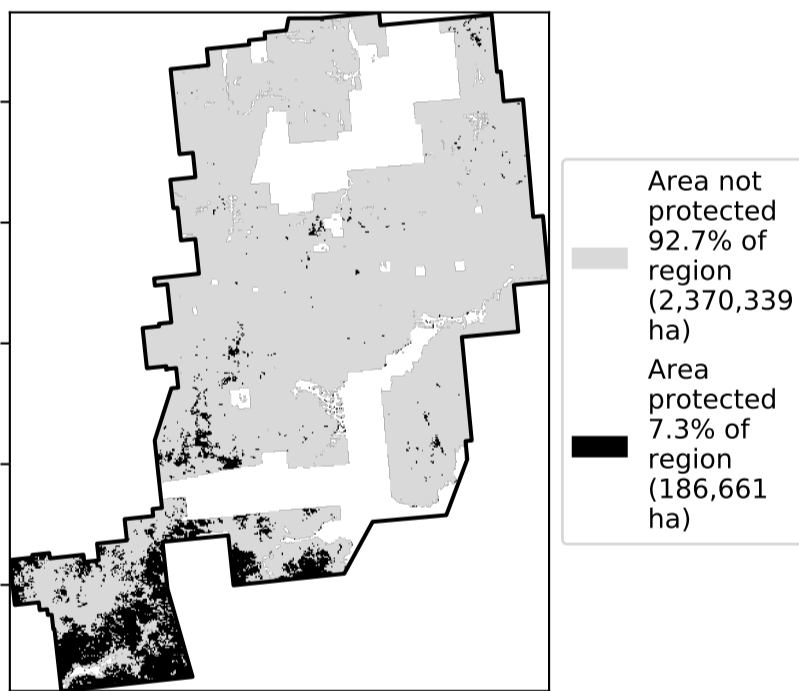 Area not
protected
92.7% of
region
(2,370,339
ha)
Area
protected
7.3% of
region
(186,661
ha)